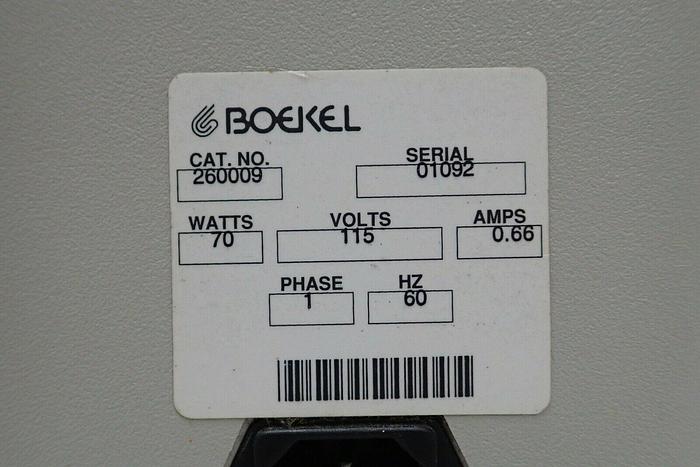 BOEKEL
CAT. NO. SERIAL
260009 01092
WATTS VOLTS AMPS
70 115 0.66
PHASE HZ
1 60